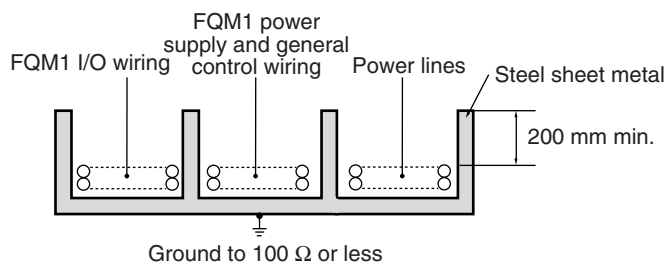 FQM1 I/O wiring
FQM1 power
supply and general
control wiring
Power lines
Steel sheet metal
200 mm min.
Ground to 100 Ω or less